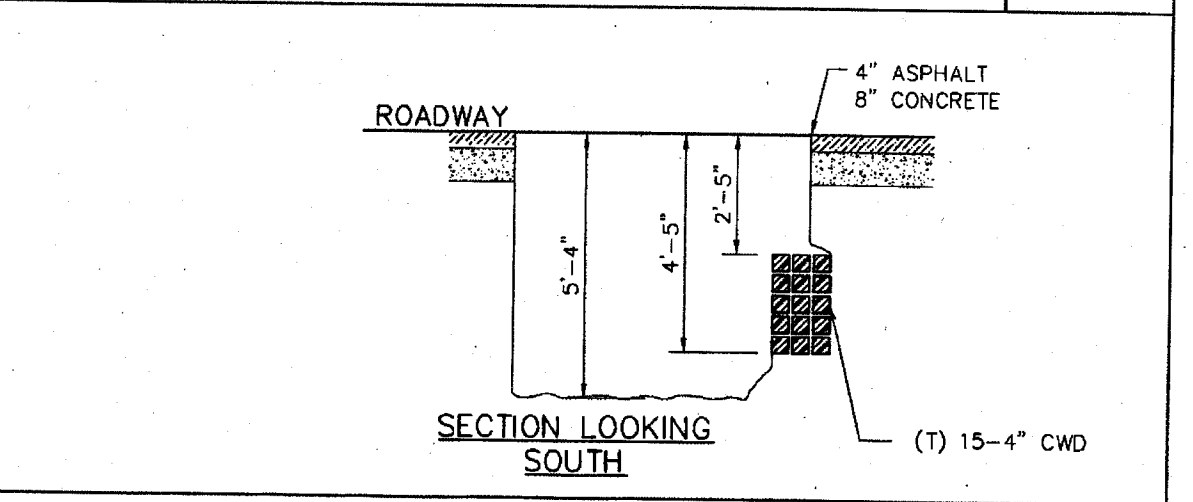 4" ASPHALT
8" CONCRETE
ROADWAY
2'-5"
4'-5"
5'-4"
SECTION LOOKING
SOUTH
(T) 15-4" CWD